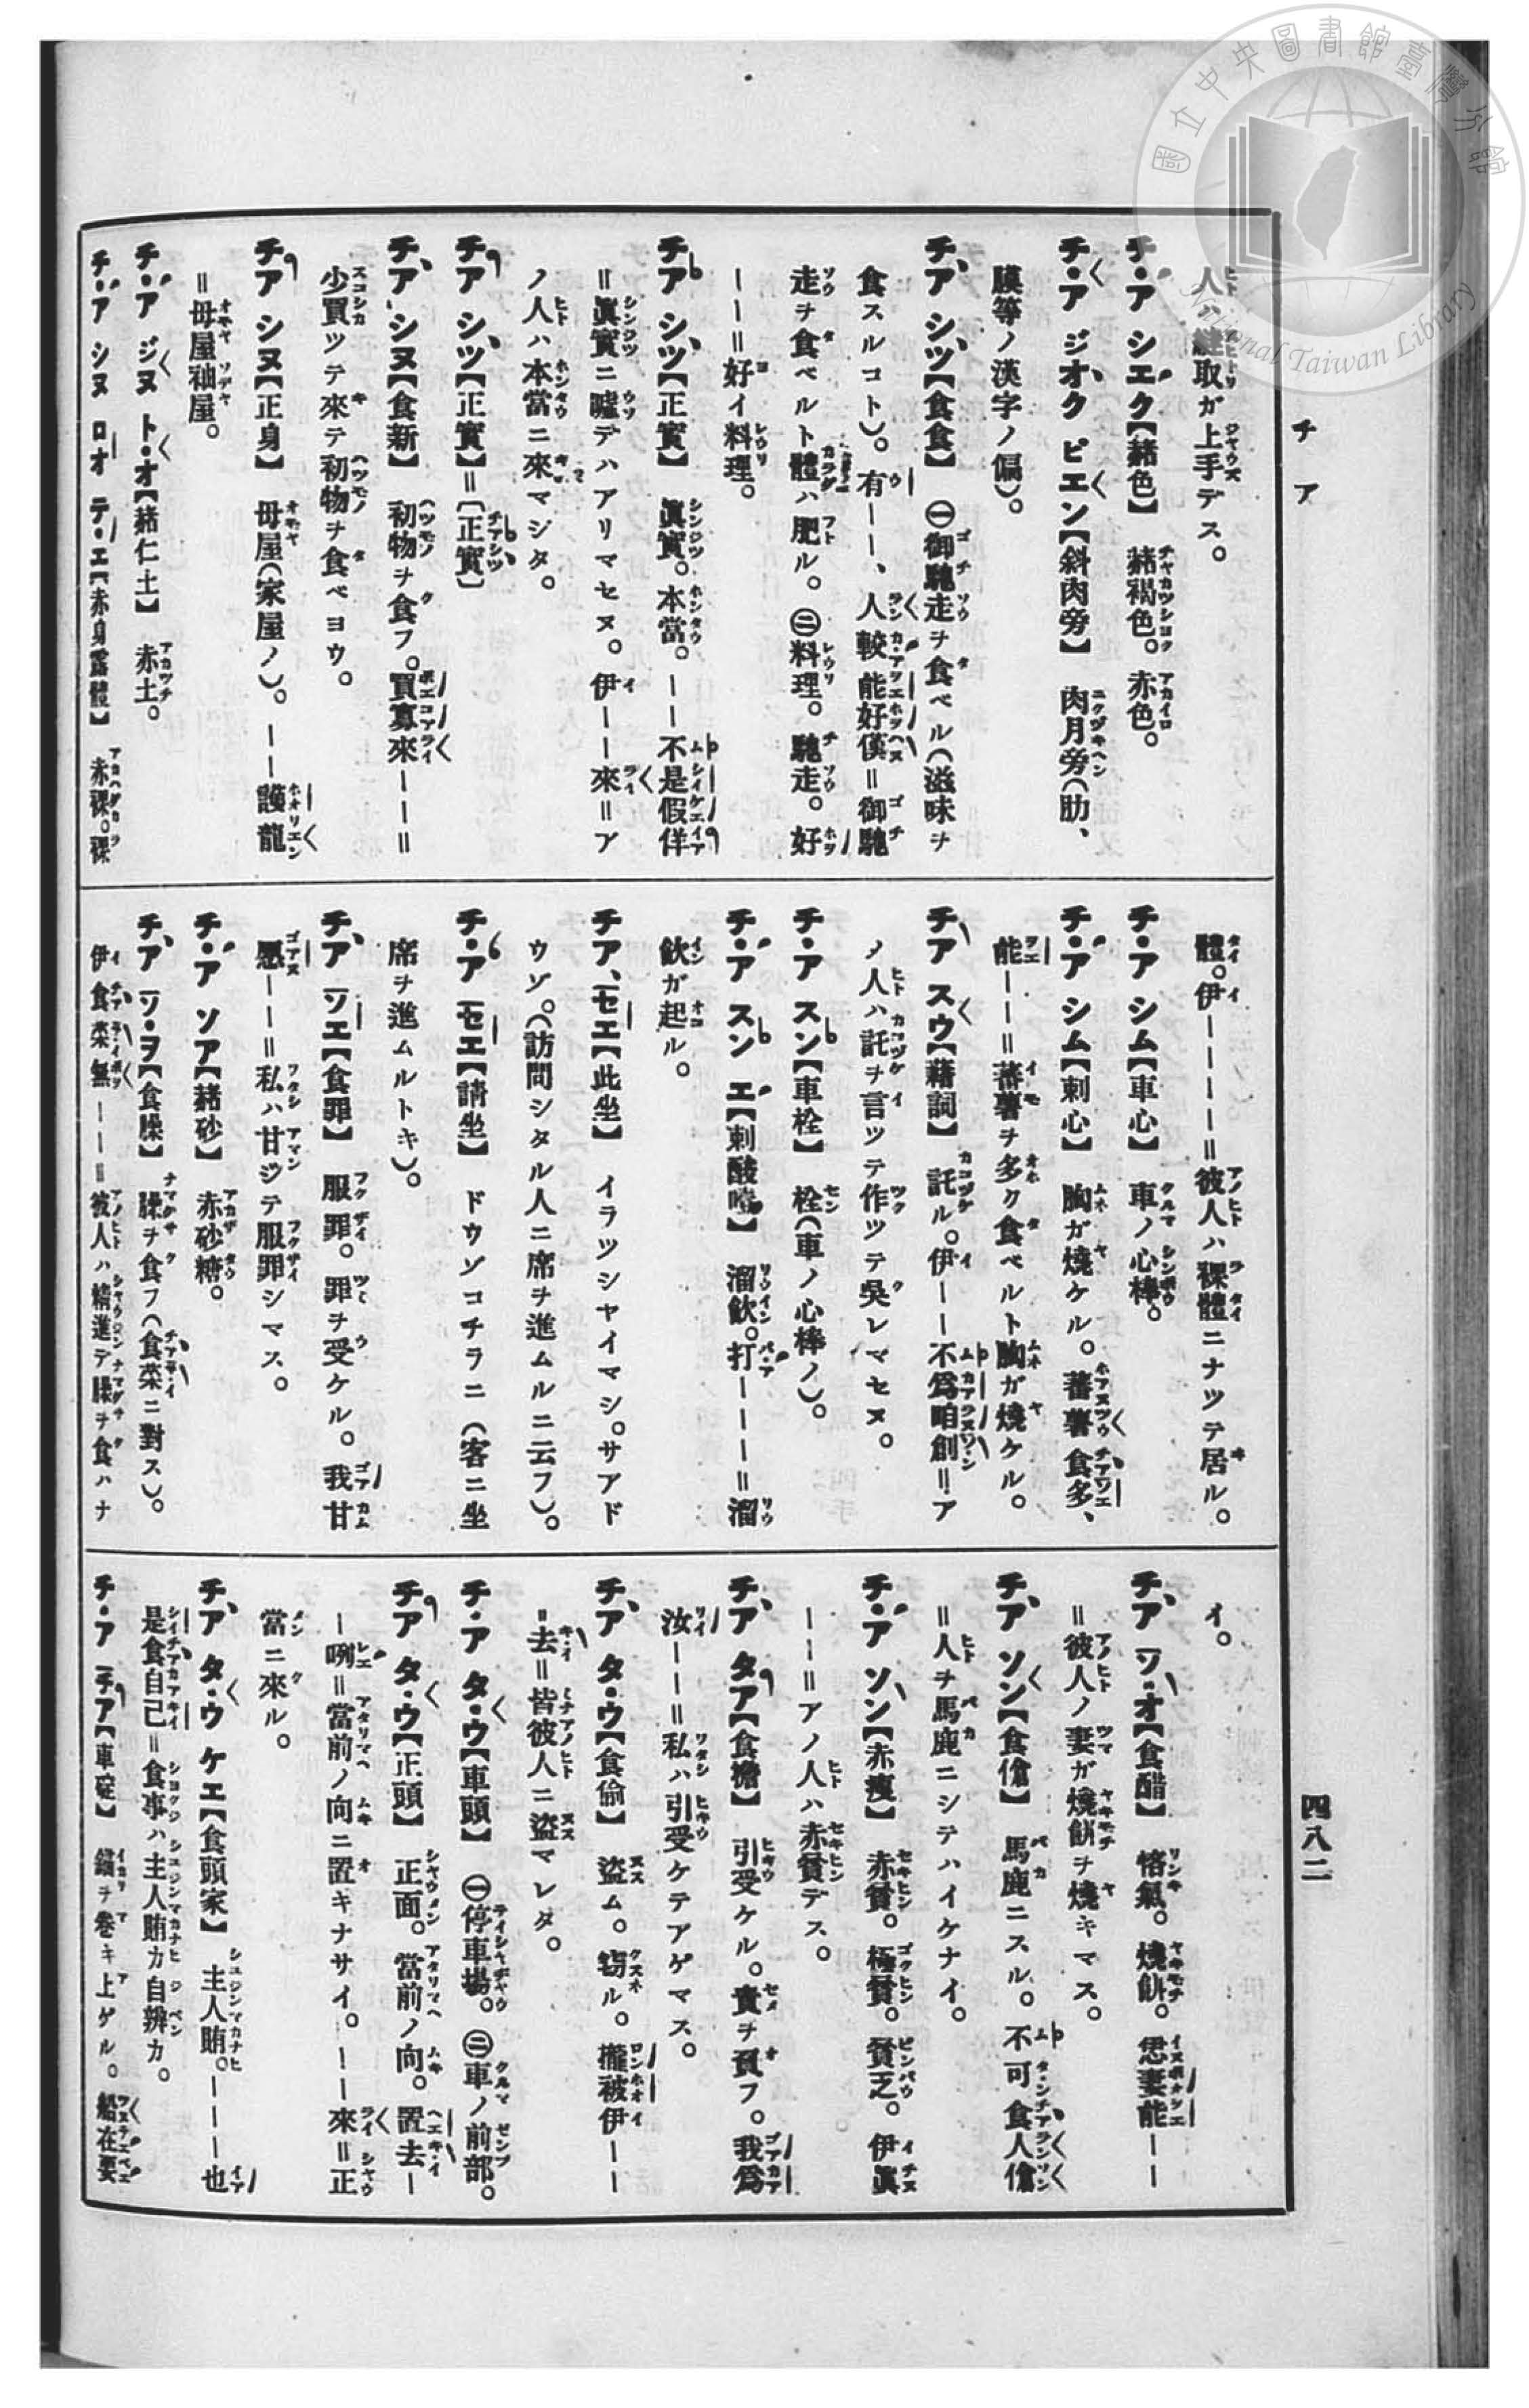 チア
四八二
人ハ縫取ガ上手デス。
チ・ア シエク【赭色】 赭褐色。赤色。
チ・ア ジオク ピエン【斜肉旁】 肉月旁(肋、
膜等ノ漢字ノ偏)。
チア シツ【食食】 ㊀御馳走ヲ食ベル(滋味ヲ
食スルコト)。有——、人較能好傼=御馳
走ヲ食ベルト體ハ肥ル。㊁料理。馳走。好
——=好イ料理。
チア シツ【正實】 眞實。本當。——不是假佯
=眞實ニ噓デハアリマセヌ。伊——來=ア
ノ人ハ本當ニ來マシタ。
チア シツ【正實】=〔正實〕
チア シヌ【食新】 初物ヲ食フ。買寡來——=
少買ツテ來テ初物ヲ食ベヨウ。
チア シヌ【正身】 母屋(家屋ノ)。——護龍
=母屋袖屋。
チ・ア ジヌ ト・オ【赭仁土】 赤土。
チ・ア シヌ ロオ テ・エ【赤身露體】 赤裸。裸
體。伊————=彼人ハ裸體ニナツテ居ル。
チ・ア シム【車心】 車ノ心棒。
チ・ア シム【刺心】 胸ガ燒ケル。蕃薯食多、
能——=蕃薯ヲ多ク食ベルト胸ガ燒ケル。
チア スウ【藉詞】 託ル。伊——不爲咱創=ア
ノ人ハ託ヲ言ツテ作ツテ吳レマセヌ。
チ・ア スン【車栓】 栓(車ノ心棒ノ)。
チ・ア スン エ【刺酸噎】 溜飮。打———=溜
飮ガ起ル。
チア セエ【此坐】 イラツシヤイマシ。サアド
ウゾ。(訪問シタル人ニ席ヲ進ムルニ云フ)。
チ・ア セエ【請坐】 ドウゾコチラニ(客ニ坐
席ヲ進ムルトキ)。
チア ソエ【食罪】 服罪。罪ヲ受ケル。我甘
愿——=私ハ甘ジテ服罪シマス。
チ・ア ソア【赭砂】 赤砂糖。
チア ソ・ヲ【食臊】 臊ヲ食フ(食菜ニ對ス)。
伊食菜無——=彼人ハ精進デ臊ヲ食ハナ
イ。
チア ソ・オ【食醋】 悋氣。燒餅。恁妻能——
=彼人ノ妻ガ燒餅ヲ燒キマス。
チア ソン【食傖】 馬鹿ニスル。不可食人傖
=人ヲ馬鹿ニシテハイケナイ。
チ・ア ソン【赤瘦】 赤貧。極貧。貧乏。伊眞
——=アノ人ハ赤貧デス。
チア タア【食擔】 引受ケル。責ヲ負フ。我爲
汝——=私ハ引受ケテアゲマス。
チア タ・ウ【食偷】 盜ム。竊ル。攏被伊——
去=皆彼人ニ盜マレタ。
チ・ア タ・ウ【車頭】 ㊀停車場。㊁車ノ前部。
チア タ・ウ【正頭】 正面。當前ノ向。置去—
—咧=當前ノ向ニ置キナサイ。——來=正
當ニ來ル。
チア タ・ウ ケエ【食頭家】 主人賄。———也
是食自己=食事ハ主人賄カ自辨カ。
チ・ア チア【車碇】 錨ヲ卷キ上ゲル。船在要